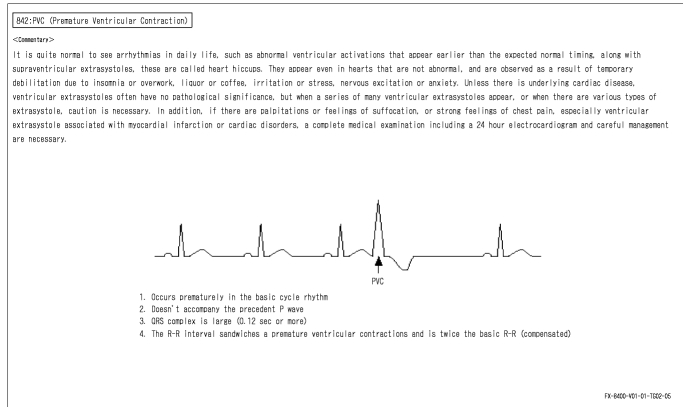 842:PVC (Premature Ventricular Contraction)
<Commentary>
It is quite normal to see arrhythmias in daily life, such as abnormal ventricular activations that appear earlier than the expected normal timing, along with
supraventricular extrasystoles, these are called heart hiccups. They appear even in hearts that are not abnormal, and are observed as a result of temporary
debilitation due to insomnia or overwork, liquor or coffee, irritation or stress, nervous excitation or anxiety. Unless there is underlying cardiac disease,
ventricular extrasystoles often have no pathological significance, but when a series of many ventricular extrasystoles appear, or when there are various types of
extrasystole, caution is necessary. In addition, if there are palpitations or feelings of suffocation, or strong feelings of chest pain, especially ventricular
extrasystole associated with myocardial infarction or cardiac disorders, a complete medical examination including a 24 hour electrocardiogram and careful management
are necessary.
PVC
1. Occurs prematurely in the basic cycle rhythm
2. Doesn't accompany the precedent P wave
3. QRS complex is large (0.12 sec or more)
4. The R-R interval sandwiches a premature ventricular contractions and is twice the basic R-R (compensated)
FX-8400-V01-01-TG02-05